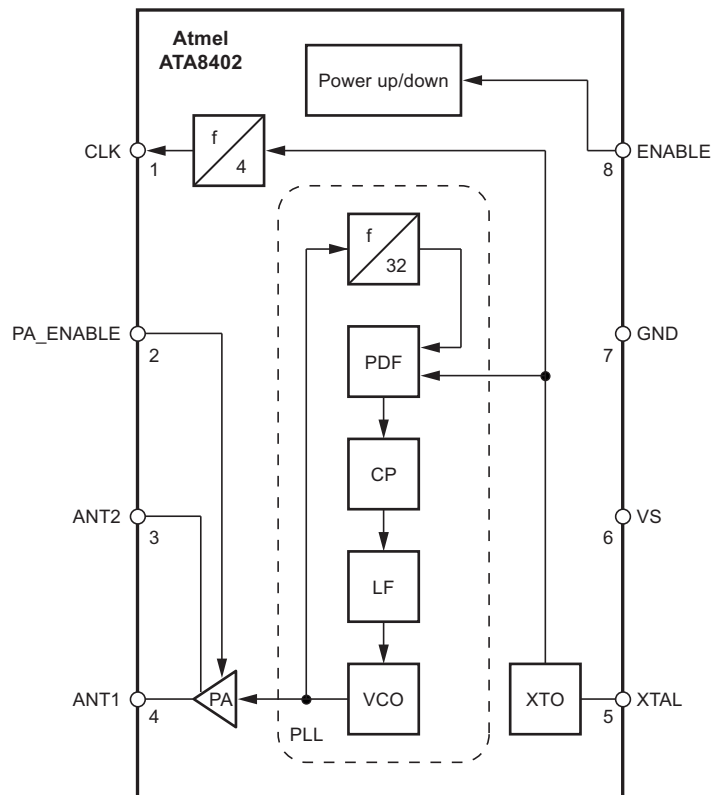 Atmel
ATA8402
Power up/down
CLK
1
f
4
ENABLE
8
f
32
PA_ENABLE
2
PDF
GND
7
CP
ANT2
3
VS
6
LF
ANT1
4
PA
VCO
PLL
XTO
XTAL
5